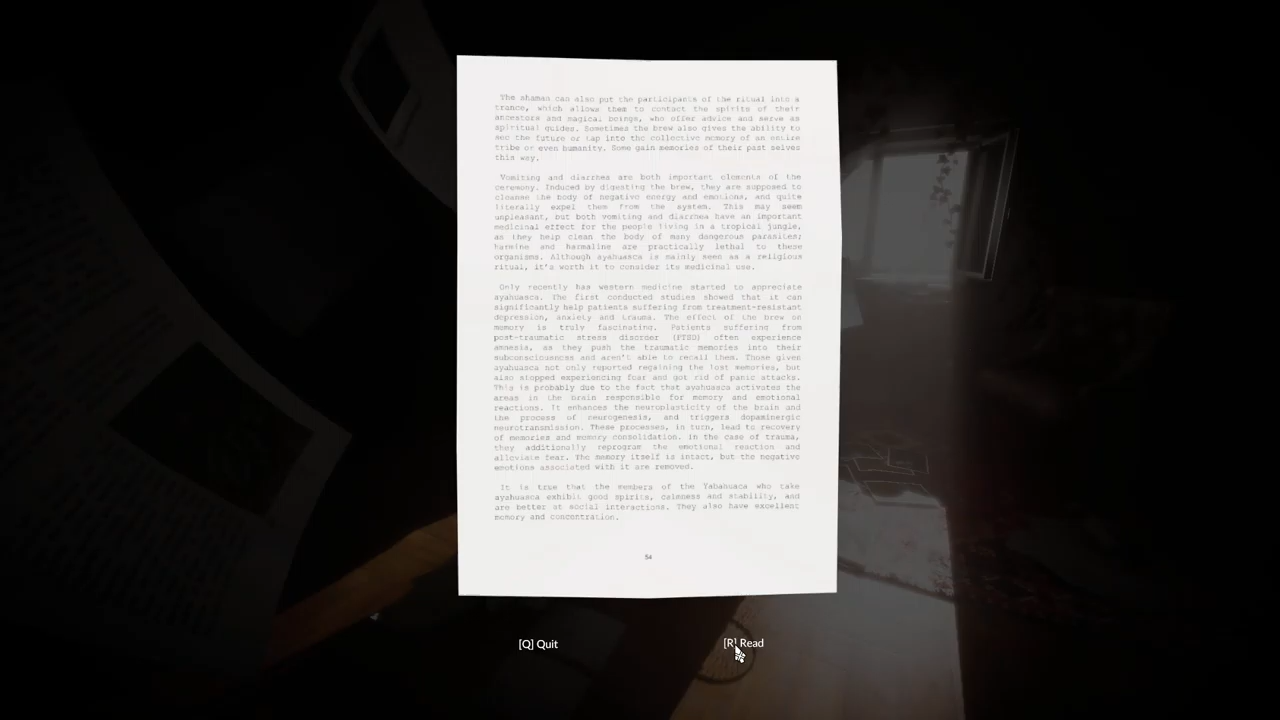 The shaman can also put the participants of the ritual into a
trance, which allows them to contact the spirits of their
ancestors and magical beings, who offer advice and serve as
spiritual guides. Sometimes the brew also gives the ability to
see the future or tap into the collective memory of an entire
tribe or even humanity. Some gain memories of their past selves
this way.
Vomiting and diarrhea are both important elements of the
ceremony. Induced by digesting the brew, they are supposed to
cleanse the body of negative energy and emotions, and quite
literally expel them from the system. This may seem
unpleasant, but both vomiting and diarrhea have an important
medicinal effect for the people living in a tropical jungle,
as they help clean the body of many dangerous parasites;
harmine and harmaline are practically lethal to these
organisms. Although ayahuasca is mainly seen as a religious
ritual, it's worth it to consider its medicinal use.
Only recently has western medicine started to appreciate
ayahuasca. The first conducted studies showed that it can
significantly help patients suffering from treatment-resistant
depression, anxiety and trauma. The effect of the brew on
memory is truly fascinating. Patients suffering from
post-traumatic stress disorder (PTSD) often experience
amnesia, as they push the traumatic memories into their
subconsciousness and aren't able to recall them. Those given
ayahuasca not only reported regaining the lost memories, but
also stopped experiencing fear and got rid of panic attacks.
This is probably due to the fact that ayahuasca activates the
areas in the brain responsible for memory and emotional
reactions. It enhances the neuroplasticity of the brain and
the process of neurogenesis, and triggers dopaminergic
neurotransmission. These processes, in turn, lead to recovery
of memories and memory consolidation. In the case of trauma,
they additionally reprogram the emotional reaction and
alleviate fear. The memory itself is intact, but the negative
emotions associated with it are removed.
It is true that the members of the Yabahuaca who take
ayahuasca exhibit good spirits, calmness and stability, and
are better at social interactions. They also have excellent
memory and concentration.
54
[Q] Quit
[R] Read